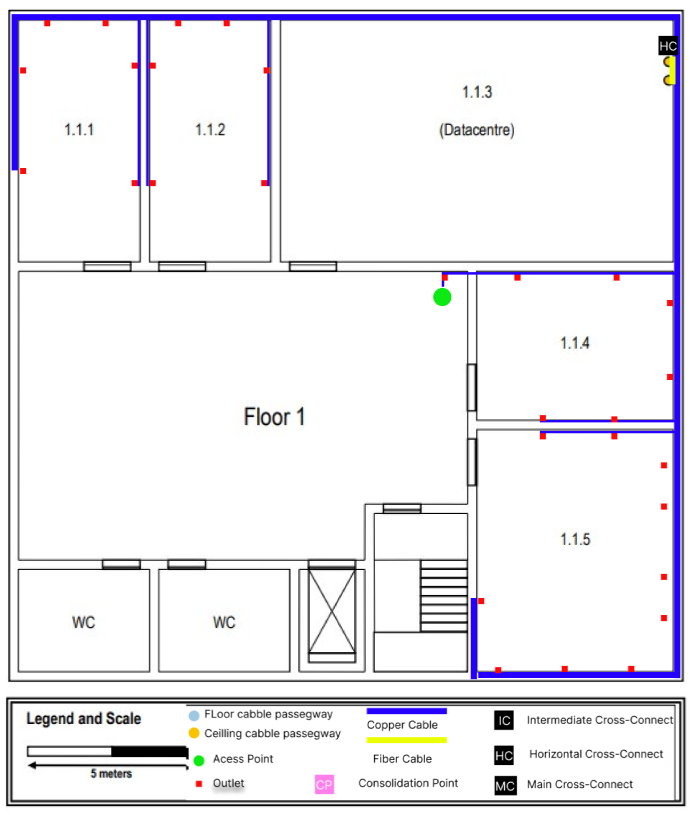 HC
1.1.3
(Datacentre)
1.1.1
1.1.2
1.1.4
Floor 1
1.1.5
WC
WC
Legend and Scale
5 meters
FLoor cabble passegway
Ceilling cabble passegway
Acess Point
Outlet
Copper Cable
Fiber Cable
CP Consolidation Point
IC Intermediate Cross-Connect
HC Horizontal Cross-Connect
MC Main Cross-Connect